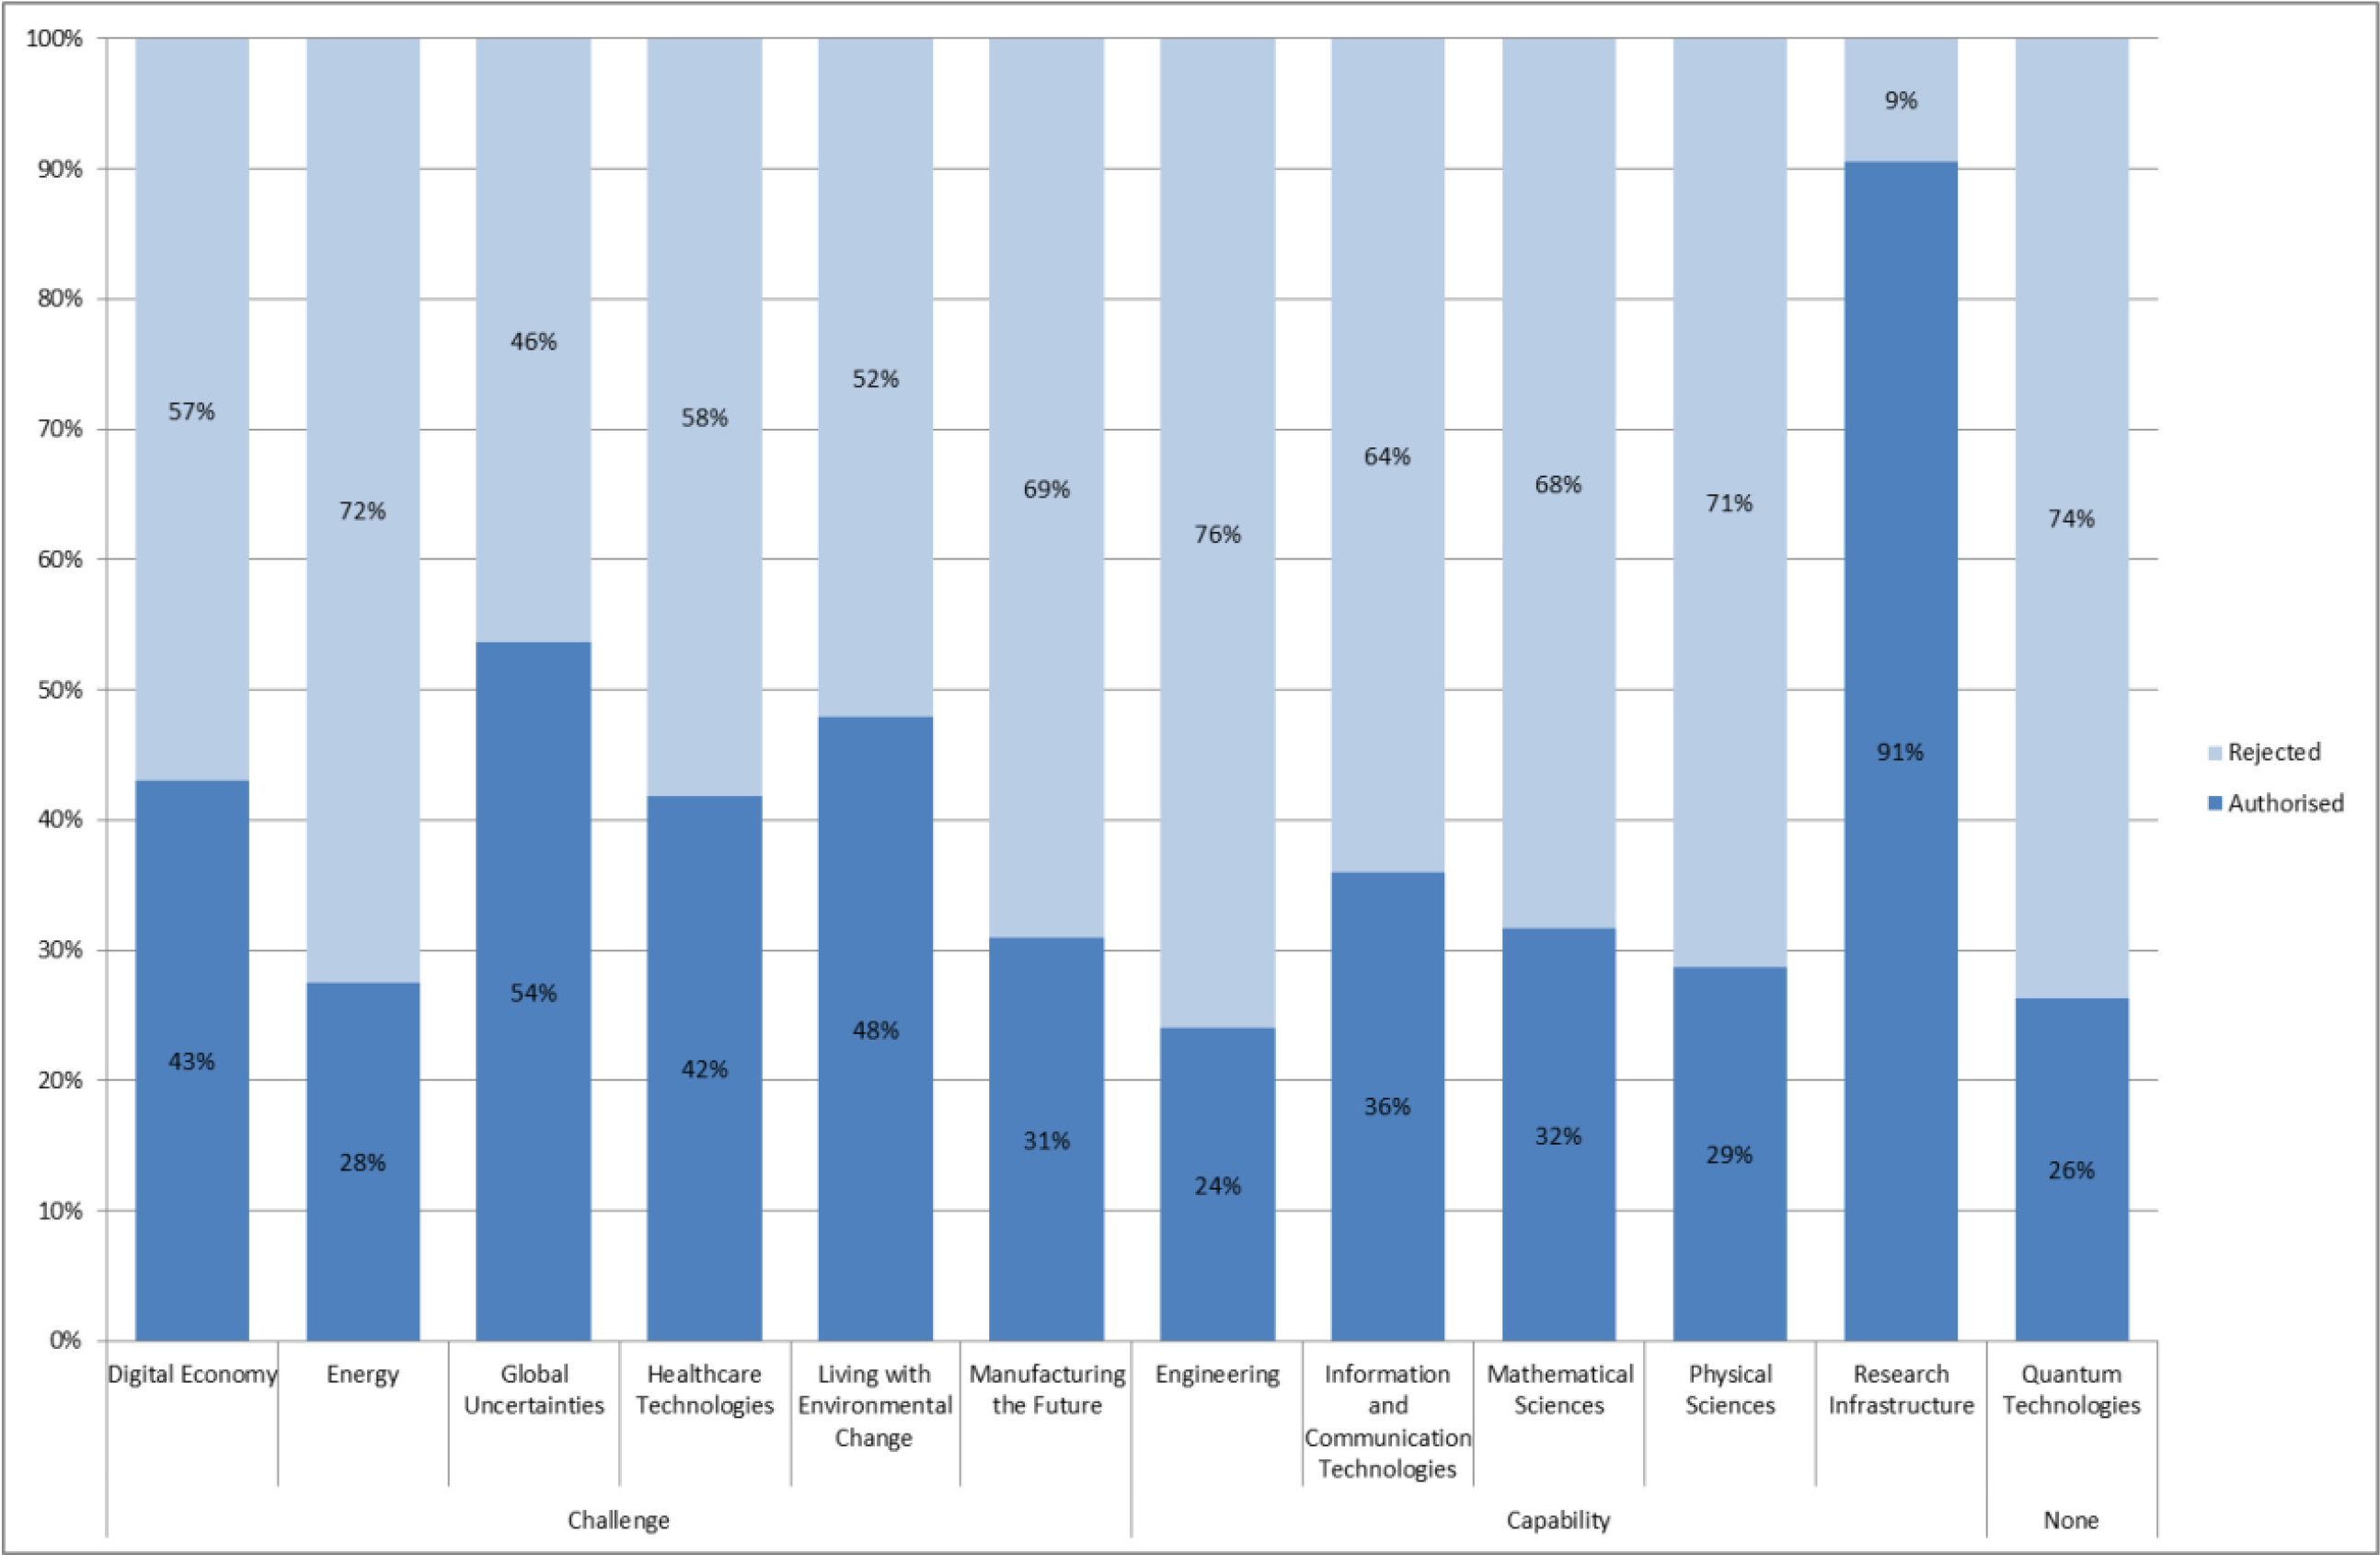 100%
90%
80%
70%
60%
50%
40%
30%
20%
10%
0%
57%
43%
72%
28%
46%
54%
58%
42%
52%
48%
69%
31%
76%
24%
64%
36%
68%
32%
71%
29%
9%
91%
74%
26%
Rejected
Authorised
Digital Economy
Energy
Global
Uncertainties
Healthcare
Technologies
Living with
Environmental
Change
Manufacturing
the Future
Engineering
Information
and
Communication
Technologies
Mathematical
Sciences
Physical
Sciences
Research
Infrastructure
Quantum
Technologies
Challenge
Capability
None